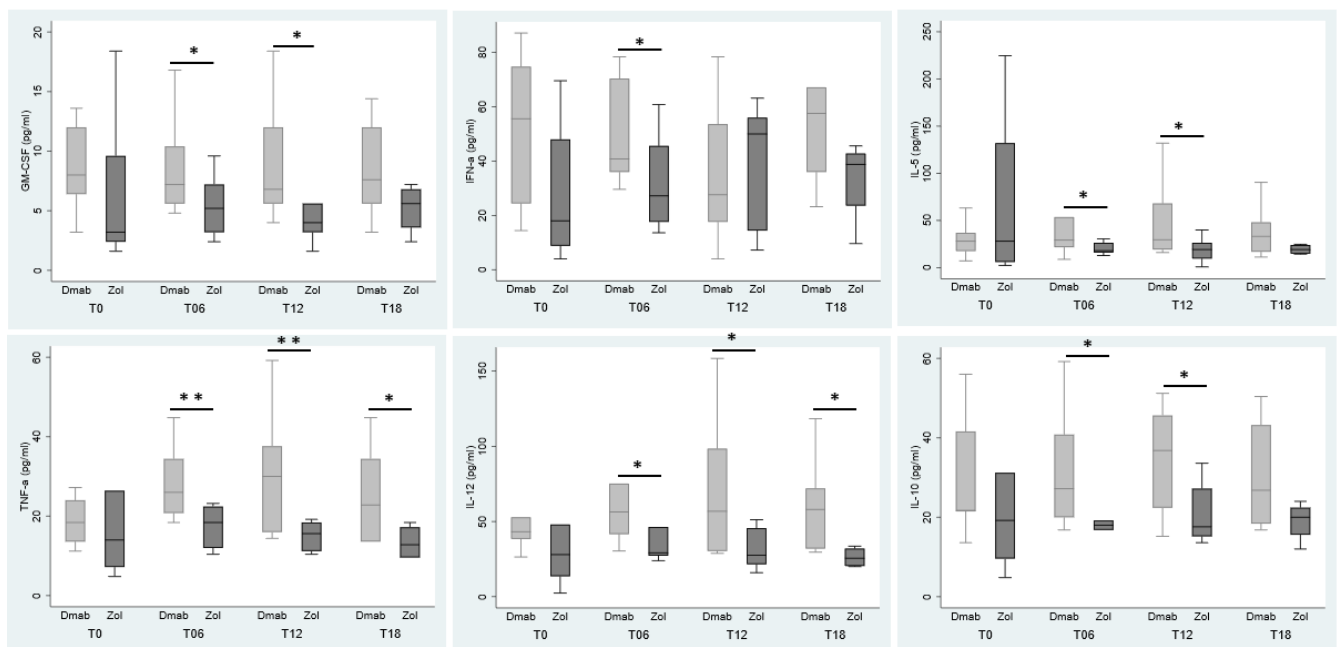 GM-CSF (pg/ml)
20
15
10
5
0
* *
Dmab Zol Dmab Zol Dmab Zol Dmab Zol
T0 T06 T12 T18
IFN-a (pg/ml)
80
60
40
20
0
*
Dmab Zol Dmab Zol Dmab Zol Dmab Zol
T0 T06 T12 T18
IL-5 (pg/ml)
250
200
150
100
50
0
* *
Dmab Zol Dmab Zol Dmab Zol Dmab Zol
T0 T06 T12 T18
TNF-a (pg/ml)
60
40
20
0
** ** *
Dmab Zol Dmab Zol Dmab Zol Dmab Zol
T0 T06 T12 T18
IL-12 (pg/ml)
150
100
50
0
* * *
Dmab Zol Dmab Zol Dmab Zol Dmab Zol
T0 T06 T12 T18
IL-10 (pg/ml)
60
40
20
0
* *
Dmab Zol Dmab Zol Dmab Zol Dmab Zol
T0 T06 T12 T18